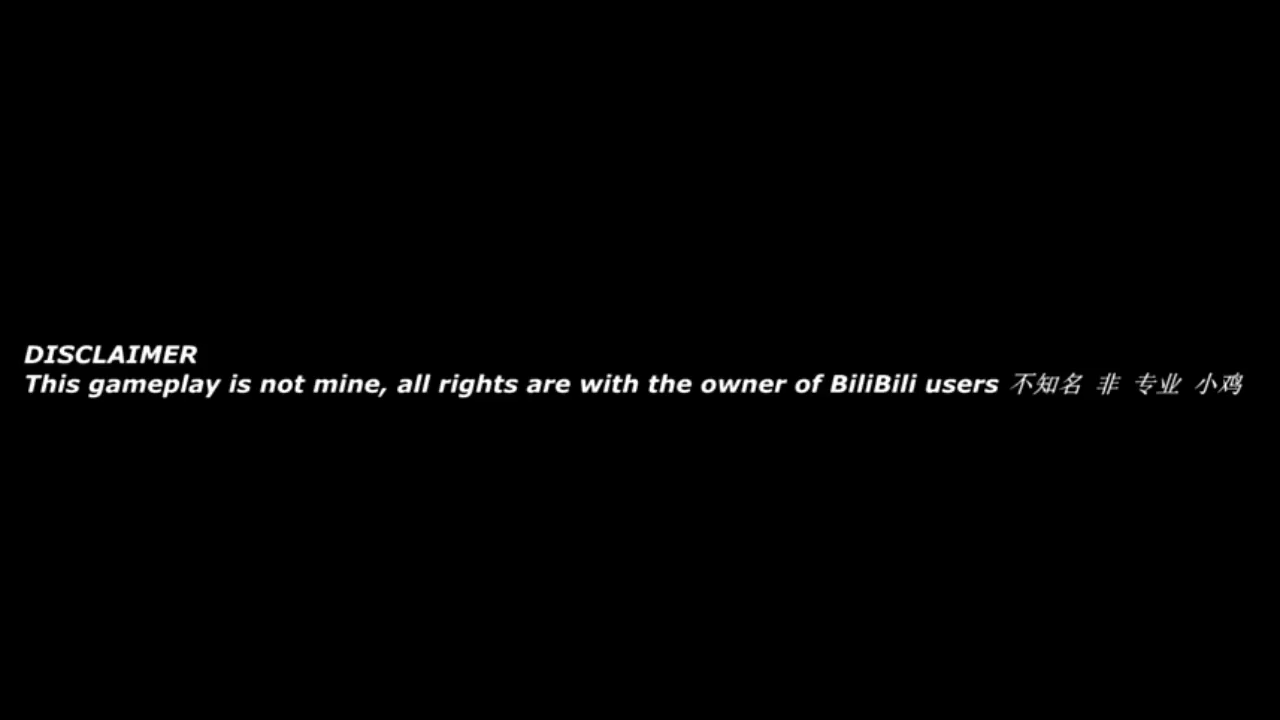 DISCLAIMER
This gameplay is not mine, all rights are with the owner of BiliBili users 不知名 非 专业 小鸡